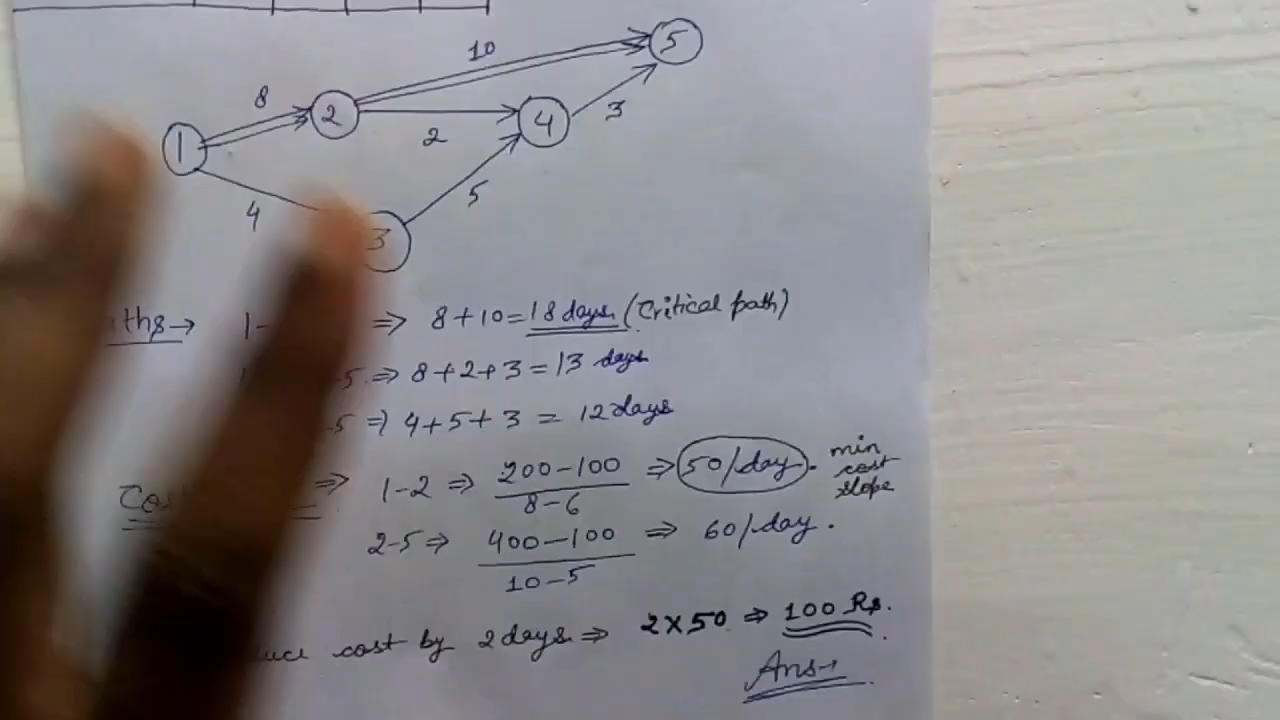 10
5
8
2
4
1
2
3
4
5
3
ths → 1- ⇒ 8+10=18 days (Critical path)
5 ⇒ 8+2+3=13 days
5 ⇒ 4+5+3 = 12 days
⇒ 1-2 ⇒ 200-100 / 8-6 ⇒ 50/day. min cost slope
2-5 ⇒ 400-100 / 10-5 ⇒ 60/day.
cost by 2 days ⇒ 2×50 ⇒ 100 Rs.
Ans→